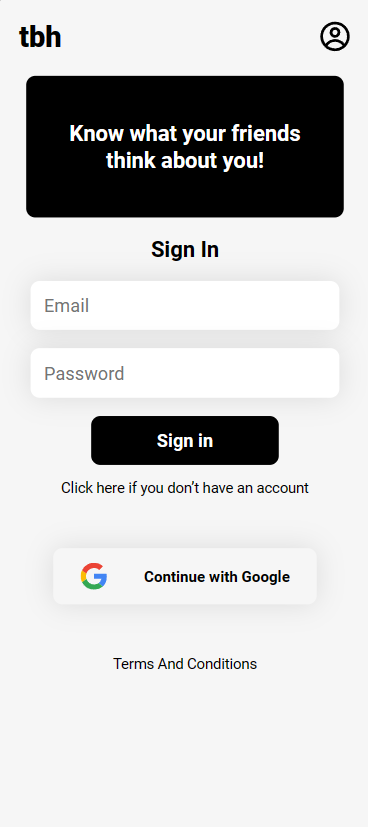 tbh
Know what your friends
think about you!
Sign In
Email
Password
Sign in
Click here if you don’t have an account
Continue with Google
Terms And Conditions